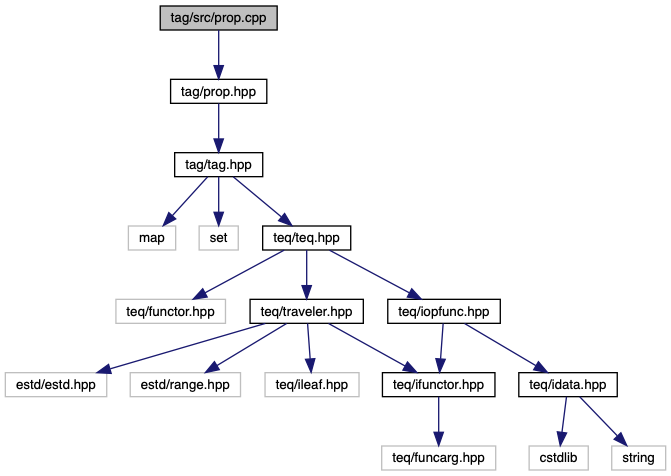 tag/src/prop.cpp
tag/prop.hpp
tag/tag.hpp
map
set
teq/teq.hpp
teq/functor.hpp
teq/traveler.hpp
teq/iopfunc.hpp
estd/estd.hpp
estd/range.hpp
teq/ileaf.hpp
teq/ifunctor.hpp
teq/idata.hpp
teq/funcarg.hpp
cstdlib
string